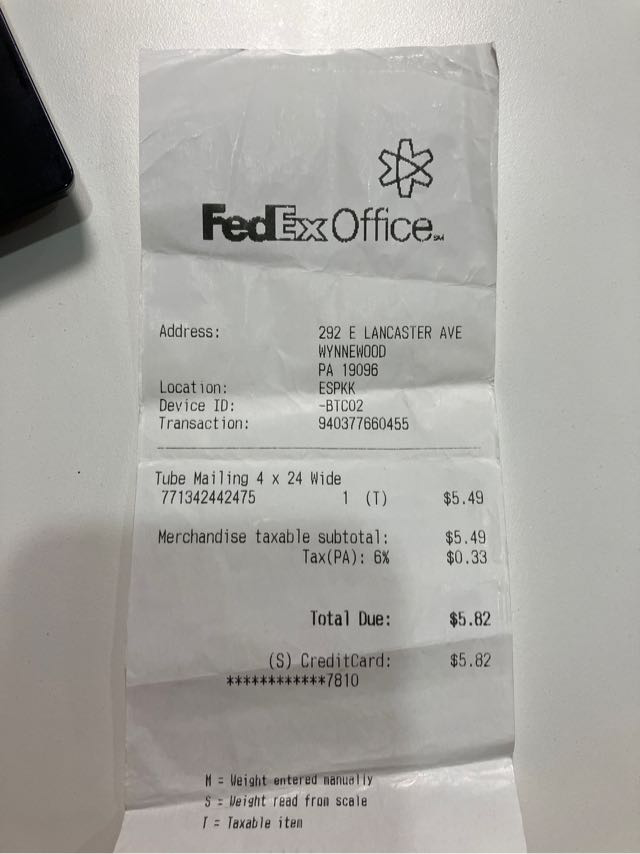 FedEx Office SM
Address: 292 E LANCASTER AVE
WYNNEWOOD
PA 19096
Location: ESPKK
Device ID: -BTC02
Transaction: 940377660455
Tube Mailing 4 x 24 Wide
771342442475 1 (T) $5.49
Merchandise taxable subtotal: $5.49
Tax(PA): 6% $0.33
Total Due: $5.82
(S) CreditCard: $5.82
************7810
M = Weight entered manually
S = Weight read from scale
T = Taxable item